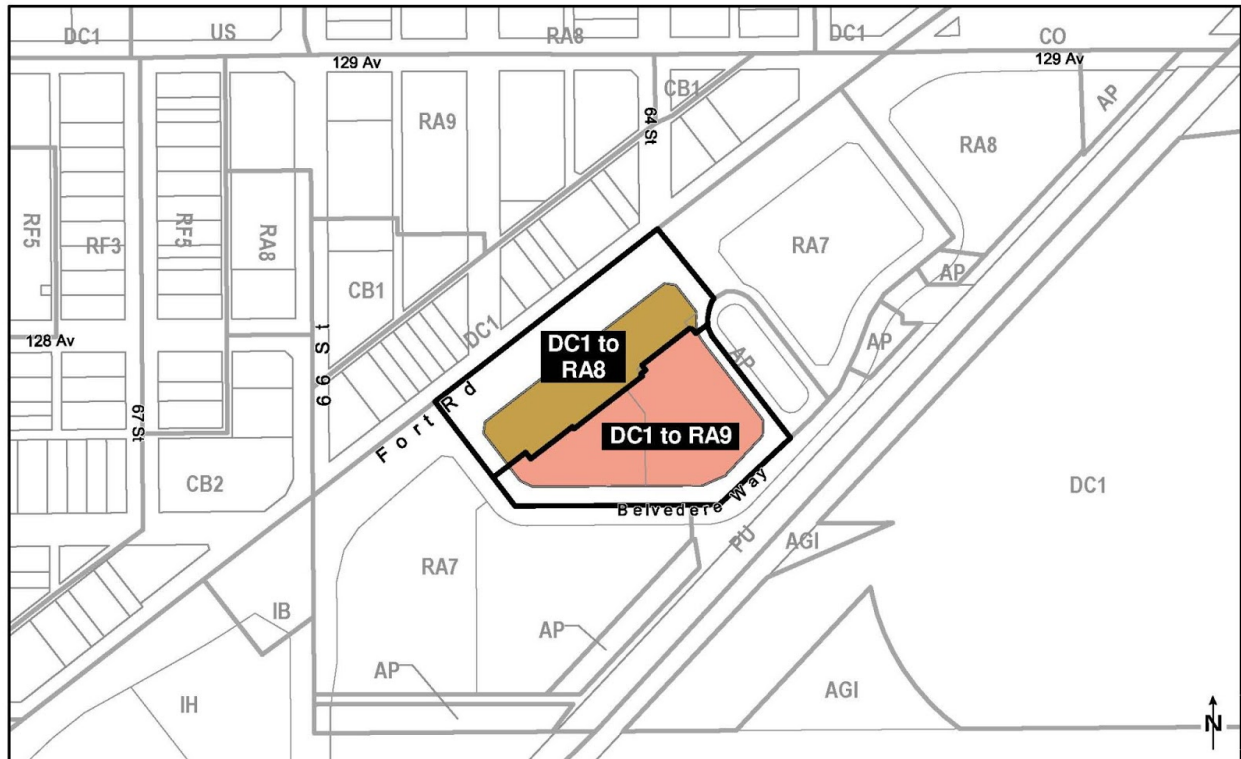 DC1
US
RA8
DC1
CO
129 Av
129 Av
CB1
AP
RA9
64 St
RA8
RF5
RF3
RF5
RA8
RA7
AP
CB1
66 St
DC1
128 Av
AP
DC1 to
RA8
AP
Fort Rd
67 St
DC1 to RA9
CB2
Belvedere Way
DC1
PU
AGI
RA7
IB
AP
AP
IH
AGI
N